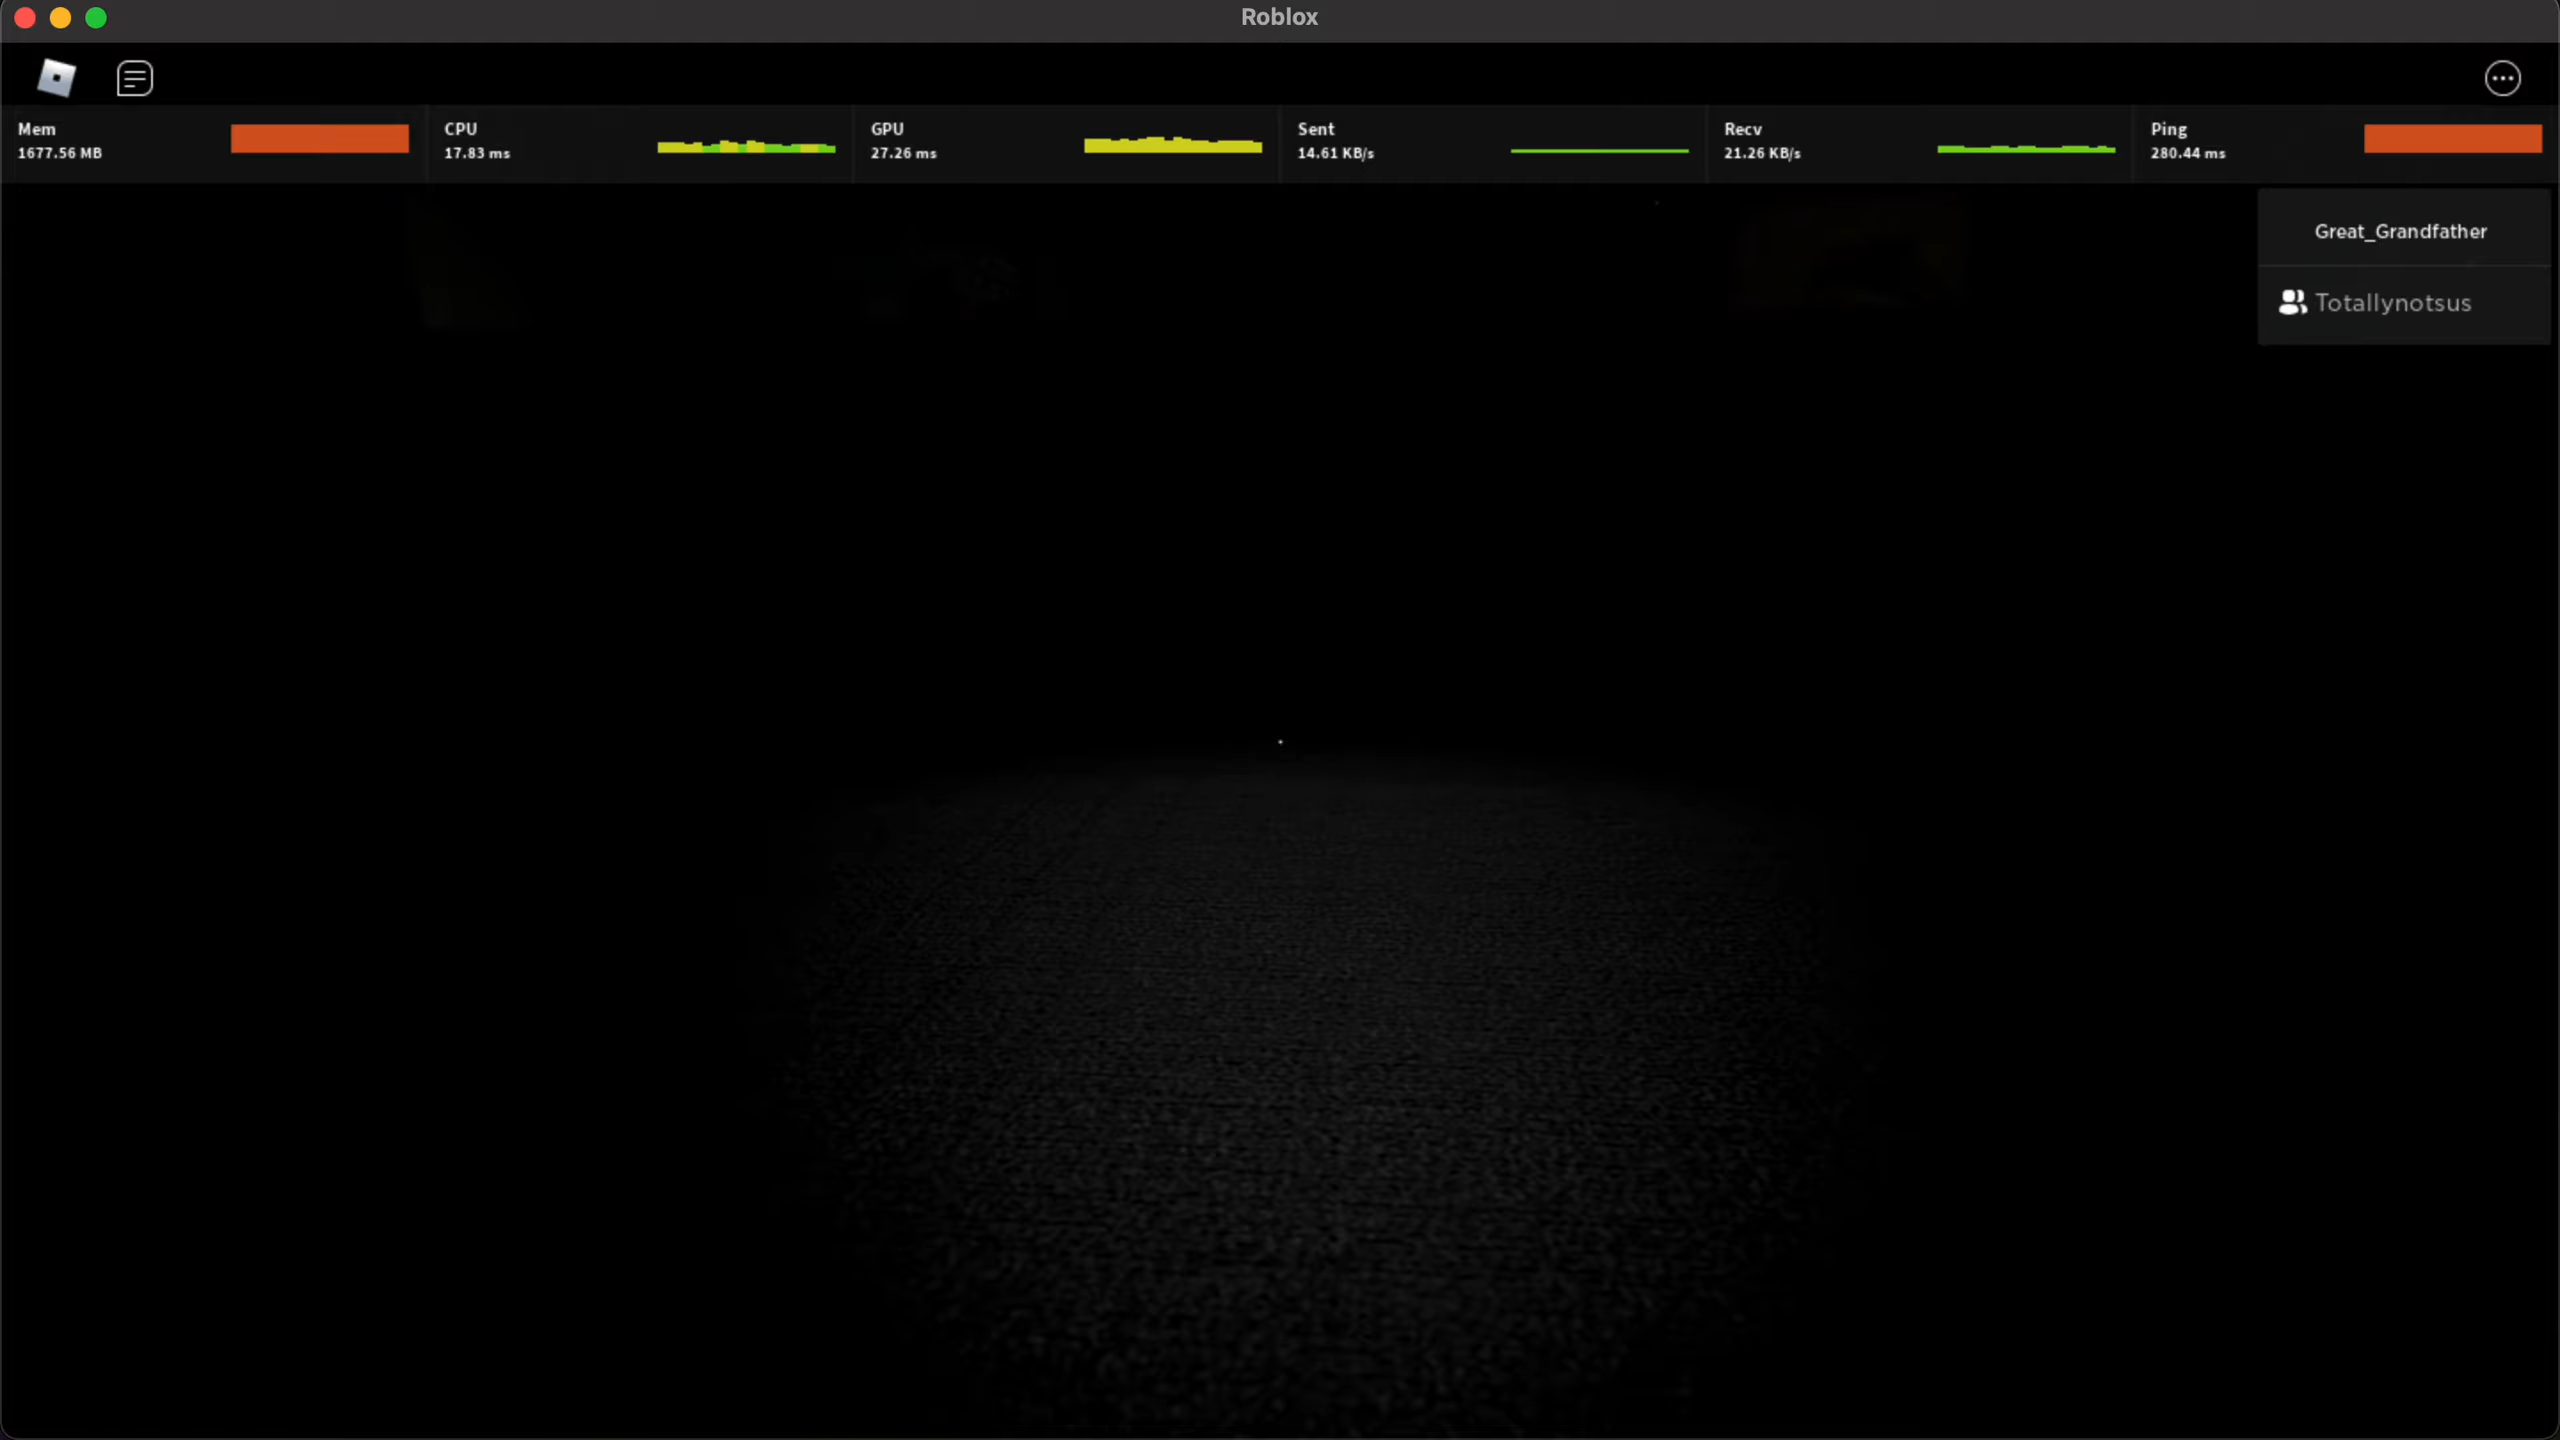 Roblox
Mem
1677.56 MB
CPU
17.83 ms
GPU
27.26 ms
Sent
14.61 KB/s
Recv
21.26 KB/s
Ping
280.44 ms
Great_Grandfather
Totallynotsus